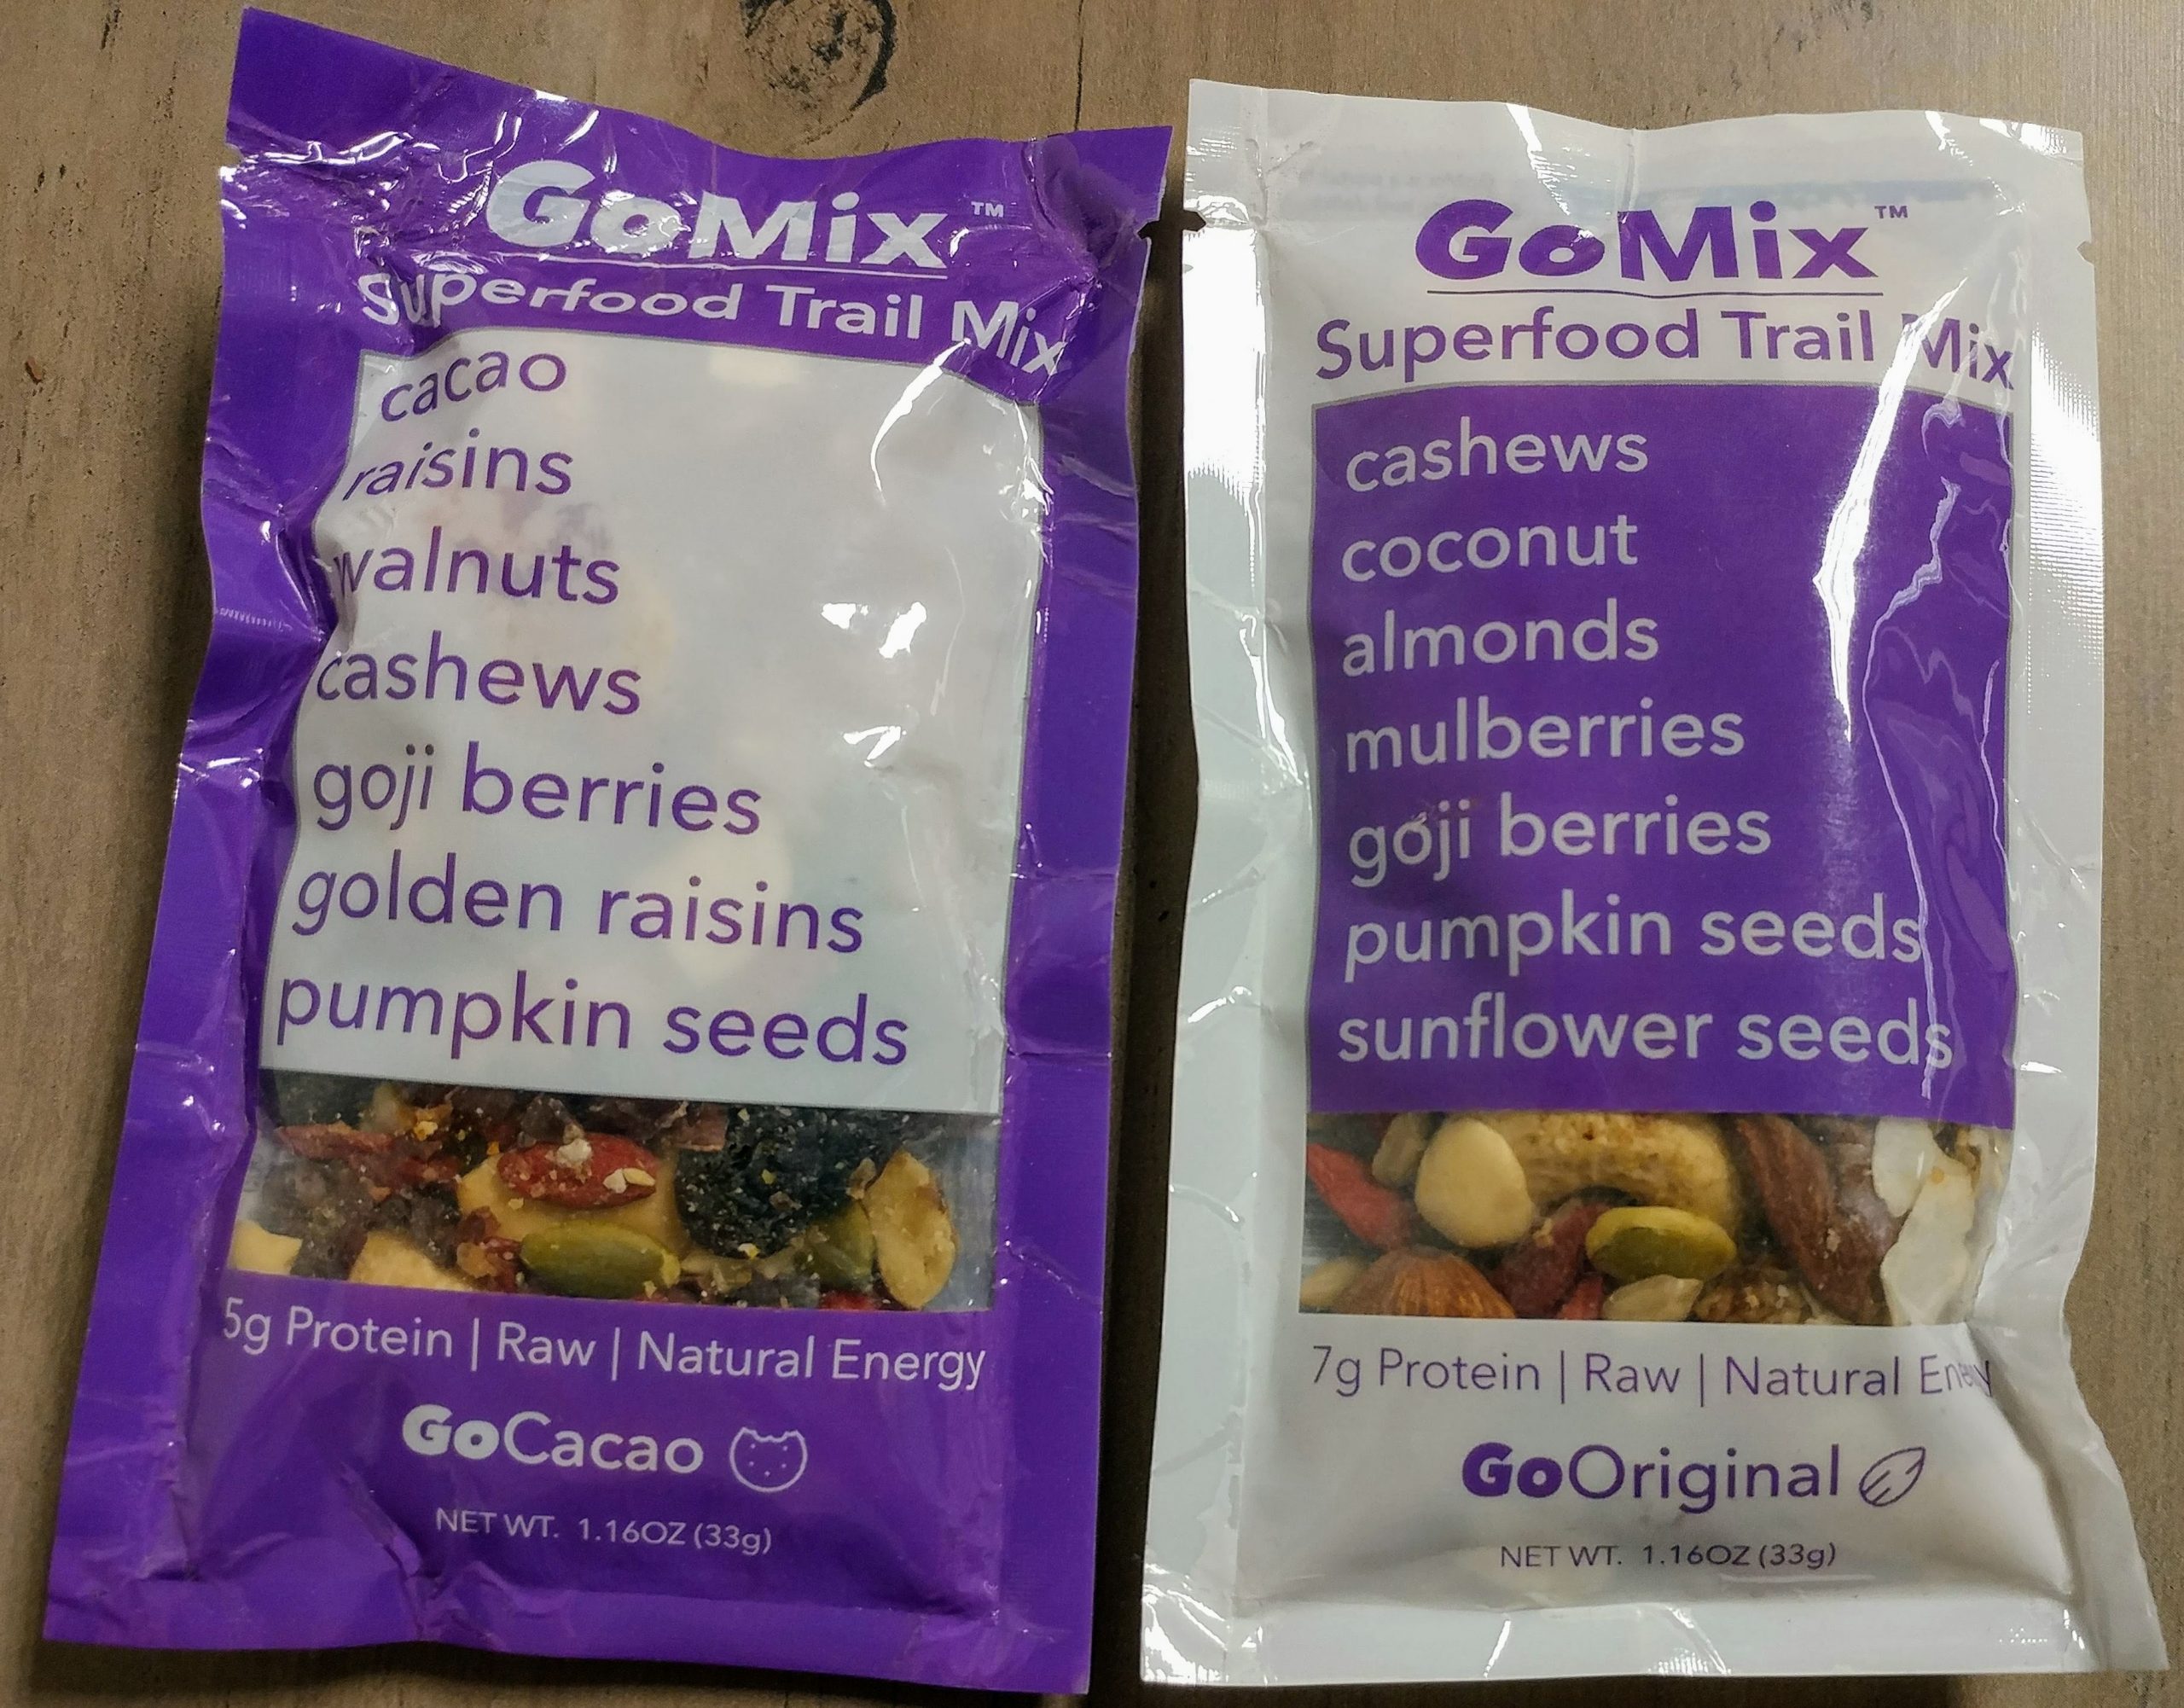 GoMix™
Superfood Trail Mix
cacao
raisins
walnuts
cashews
goji berries
golden raisins
pumpkin seeds
5g Protein | Raw | Natural Energy
GoCacao
NET WT. 1.16OZ (33g)
GoMix™
Superfood Trail Mix
cashews
coconut
almonds
mulberries
goji berries
pumpkin seeds
sunflower seeds
7g Protein | Raw | Natural Energy
GoOriginal
NET WT. 1.16OZ (33g)